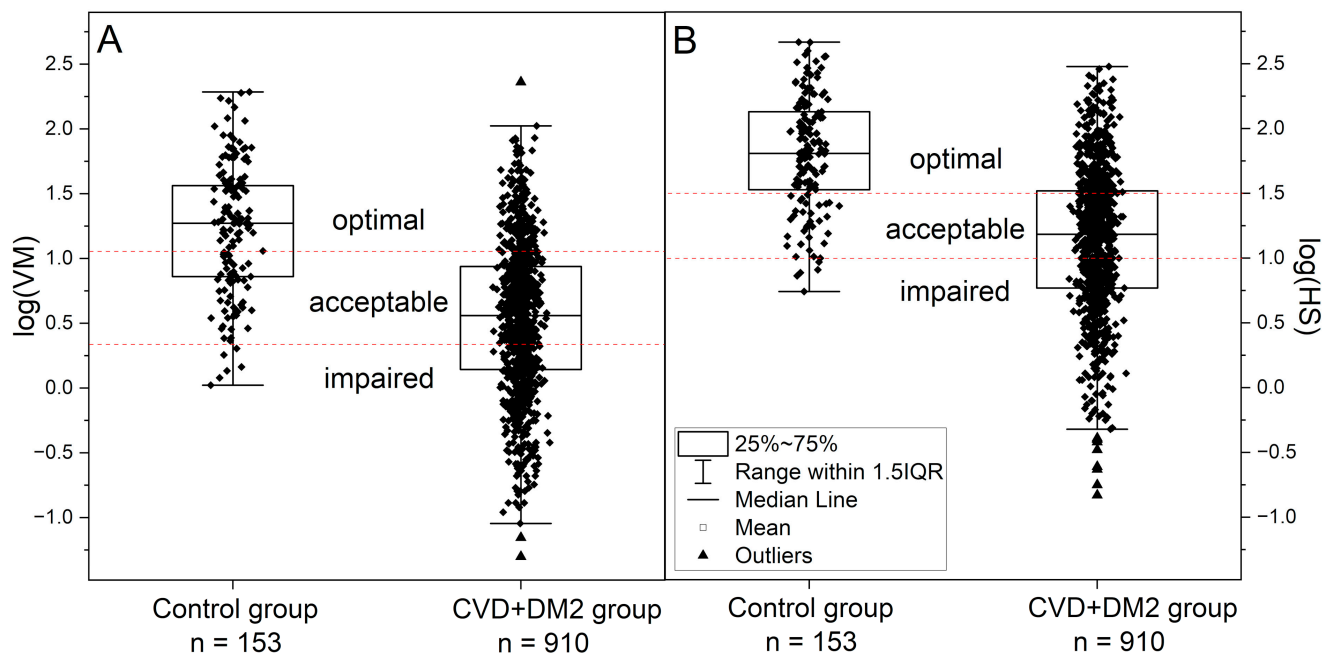 A
B
log(VM)
2.5
2.0
1.5
1.0
0.5
0.0
−0.5
−1.0
optimal
acceptable
impaired
optimal
acceptable
impaired
2.5
2.0
1.5
1.0
0.5
0.0
−0.5
−1.0
log(HS)
25%~75%
Range within 1.5IQR
Median Line
Mean
Outliers
Control group
n = 153
CVD+DM2 group
n = 910
Control group
n = 153
CVD+DM2 group
n = 910